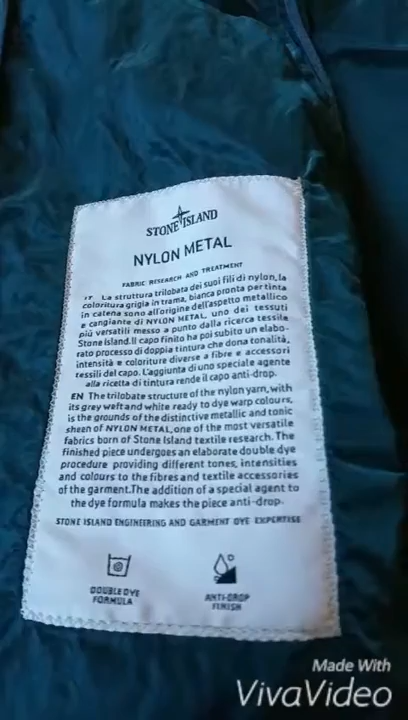 STONE ISLAND
NYLON METAL
FABRIC RESEARCH AND TREATMENT
IT La struttura trilobata dei suoi fili di nylon, la
coloritura grigia in trama, bianca pronta per tinta
in catena sono all'origine dell'aspetto metallico
e cangiante di NYLON METAL, uno dei tessuti
più versatili messo a punto dalla ricerca tessile
Stone Island. Il capo finito ha poi subito un elabo-
rato processo di doppia tintura che dona tonalità,
intensità e coloriture diverse a fibre e accessori
tessili del capo. L'aggiunta di uno speciale agente
alla ricetta di tintura rende il capo anti-drop.
EN The trilobate structure of the nylon yarn, with
its grey weft and white ready to dye warp colours,
is the grounds of the distinctive metallic and tonic
sheen of NYLON METAL, one of the most versatile
fabrics born of Stone Island textile research. The
finished piece undergoes an elaborate double dye
procedure providing different tones, intensities
and colours to the fibres and textile accessories
of the garment. The addition of a special agent to
the dye formula makes the piece anti-drop.
STONE ISLAND ENGINEERING AND GARMENT DYE EXPERTISE
DOUBLE DYE
FORMULA
ANTI-DROP
FINISH
Made With
VivaVideo